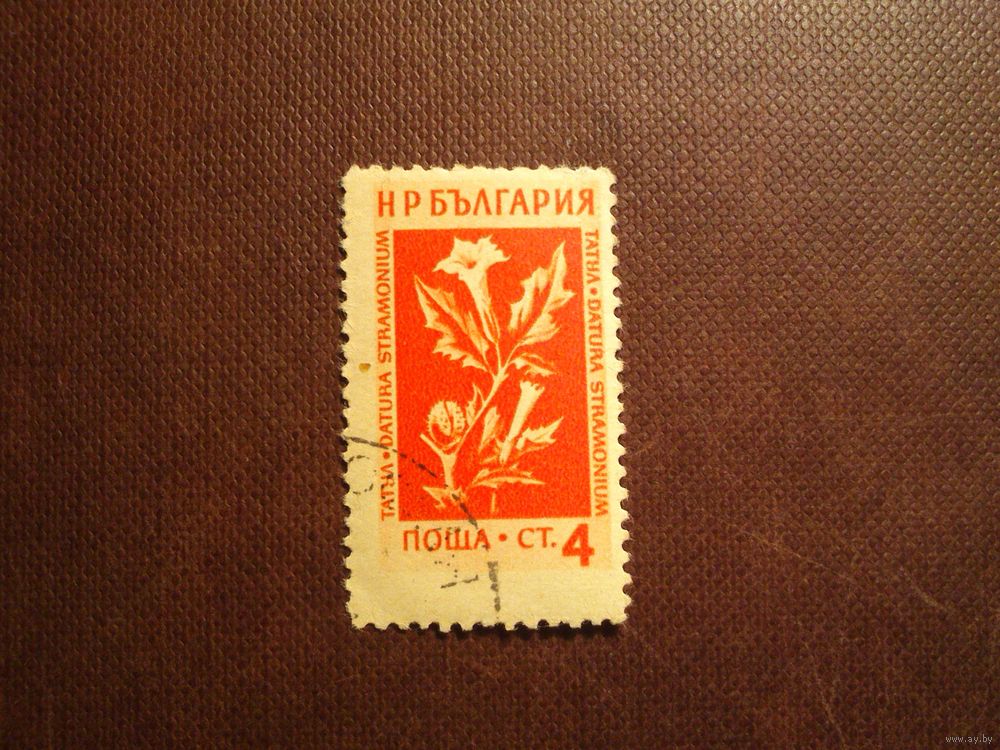 НР БЪЛГАРИЯ
ТАТУЛ • DATURA STRAMONIUM
ТАТУЛ • DATURA STRAMONIUM
ПОЩА • СТ. 4
www.ay.by